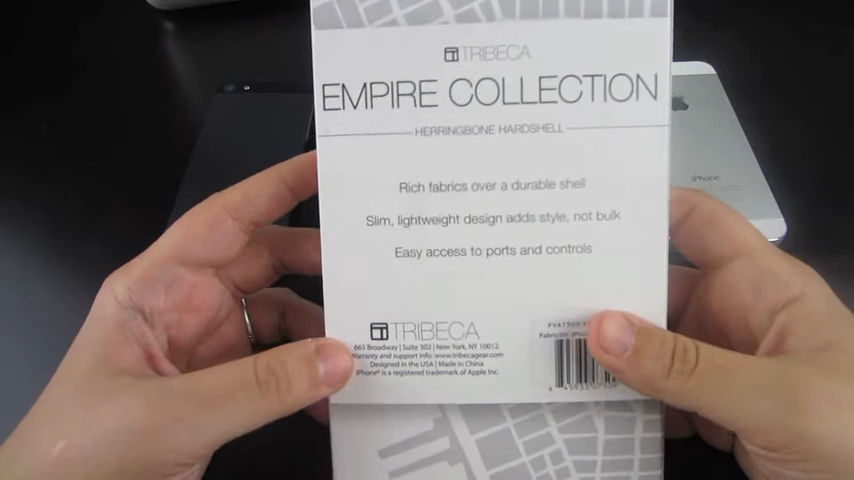 TRIBECA
EMPIRE COLLECTION
HERRINGBONE HARDSHELL
Rich fabrics over a durable shell
Slim, lightweight design adds style, not bulk
Easy access to ports and controls
TRIBECA
665 Broadway | Suite 302 | New York, NY 10012
Warranty and support info: www.tribecagear.com
Designed in the USA | Made in China
iPhone® is a registered trademark of Apple Inc.
iPhone